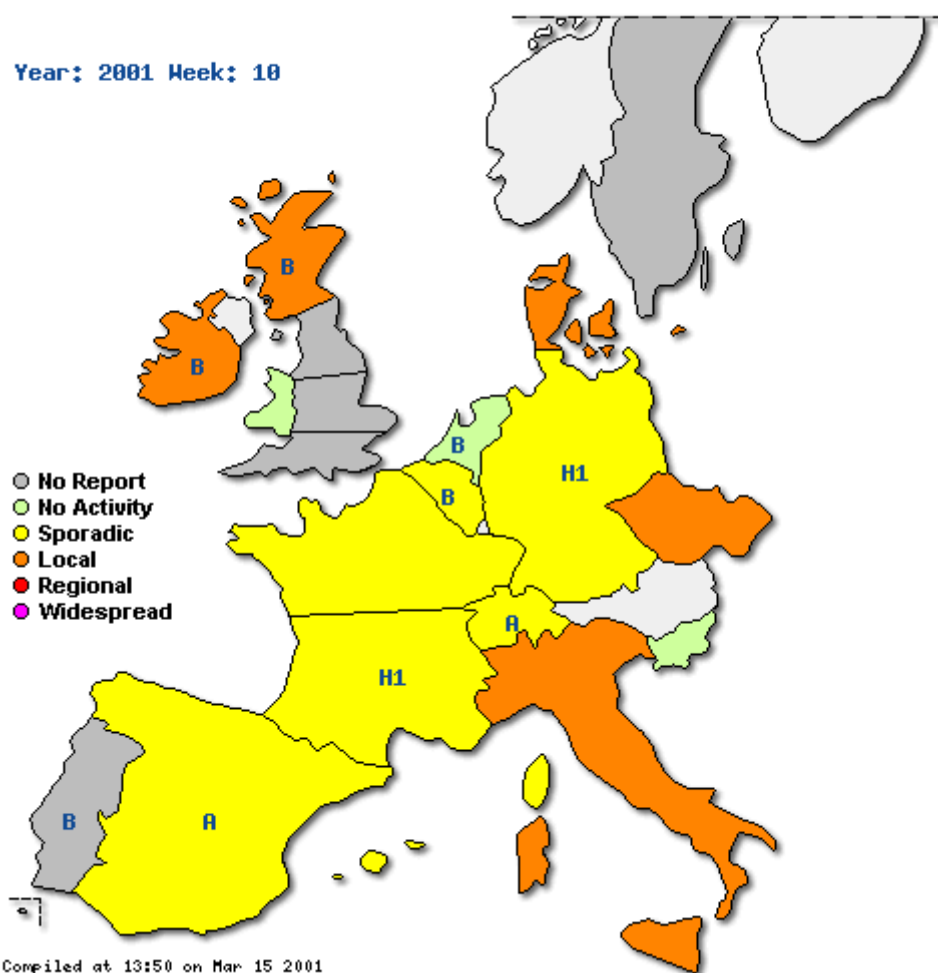 Year: 2001 Week: 10
B
B
B
B
H1
No Report
No Activity
Sporadic
Local
Regional
Widespread
A
H1
B
A
Compiled at 13:50 on Mar 15 2001